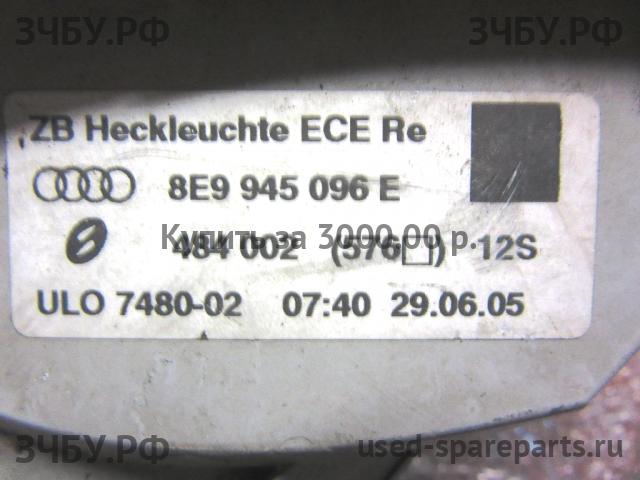 ЗЧБУ.РФ ЗЧБУ.РФ
ZB Heckleuchte ECE Re
8E9 945 096 E
Купить за 3000.00 р.
484 002 (576□) 12S
ULO 7480-02 07:40 29.06.05
ЗЧБУ.РФ used-spareparts.ru